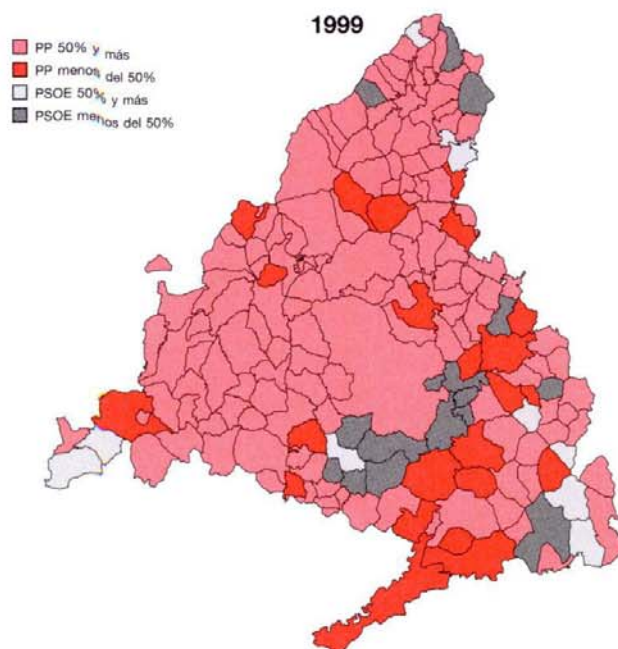 1999
PP 50% y más
PP menos del 50%
PSOE 50% y más
PSOE menos del 50%